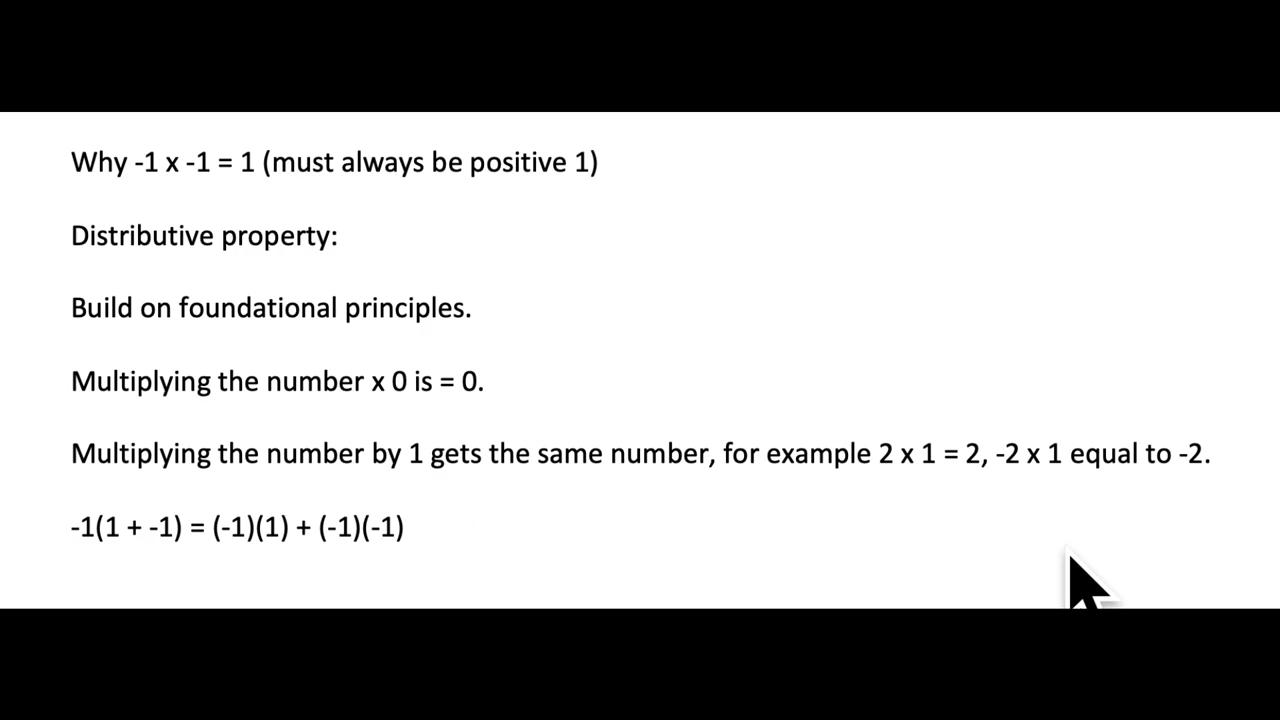 Why -1 x -1 = 1 (must always be positive 1)
Distributive property:
Build on foundational principles.
Multiplying the number x 0 is = 0.
Multiplying the number by 1 gets the same number, for example 2 x 1 = 2, -2 x 1 equal to -2.
-1(1 + -1) = (-1)(1) + (-1)(-1)